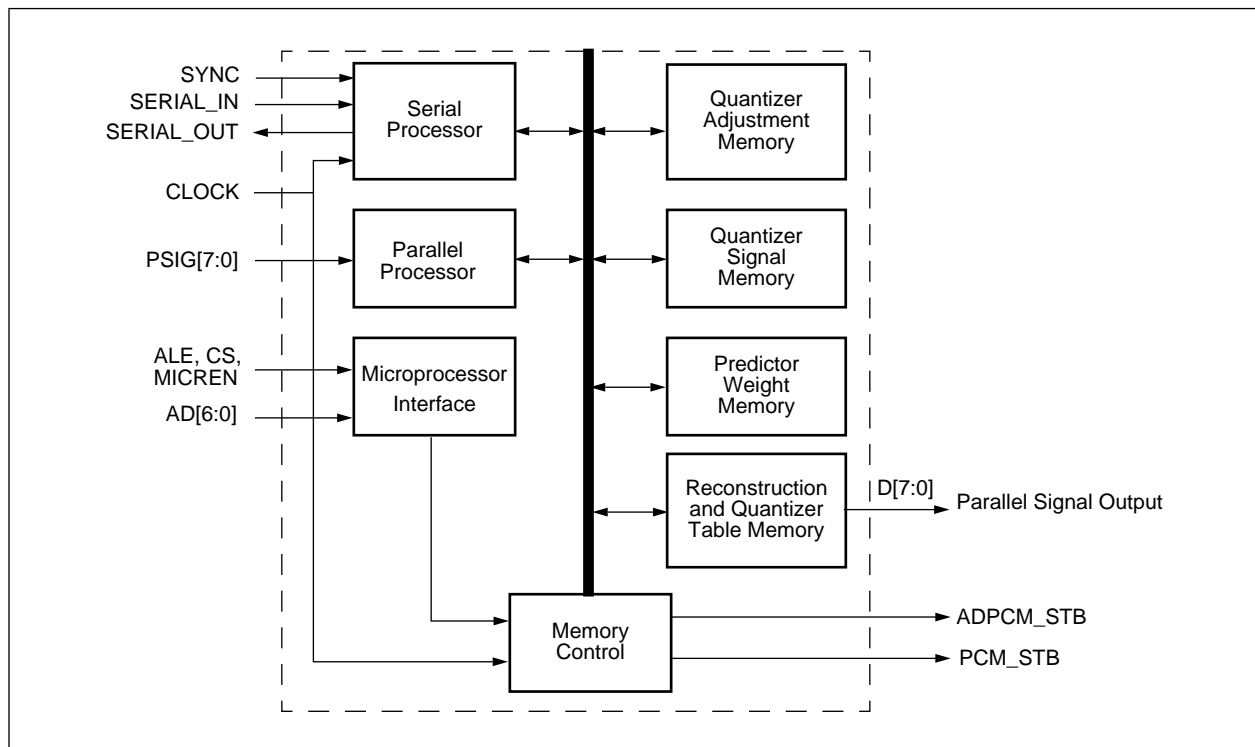 SYNC
SERIAL_IN
SERIAL_OUT
CLOCK
PSIG[7:0]
ALE, CS,
MICREN
AD[6:0]
Serial
Processor
Parallel
Processor
Microprocessor
Interface
Quantizer
Adjustment
Memory
Quantizer
Signal
Memory
Predictor
Weight
Memory
Reconstruction
and Quantizer
Table Memory
D[7:0]
Parallel Signal Output
Memory
Control
ADPCM_STB
PCM_STB